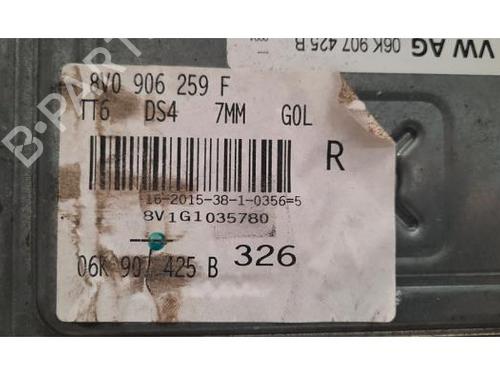 VW AG 06K 907 425 B
8V0 906 259 F
TT6 DS4 7MM GOL
R
16-2015-38-1-0356=5
8V1G1035780
06K 907 425 B 326
B-PARTS